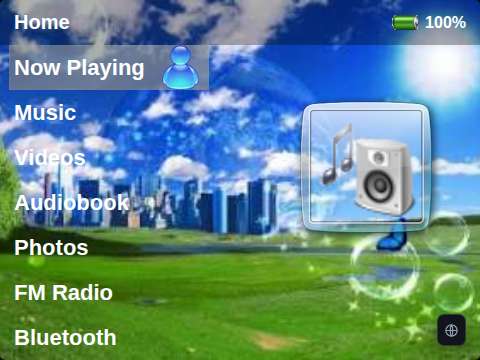 Home
100%
Now Playing
Music
Videos
Audiobook
Photos
FM Radio
Bluetooth